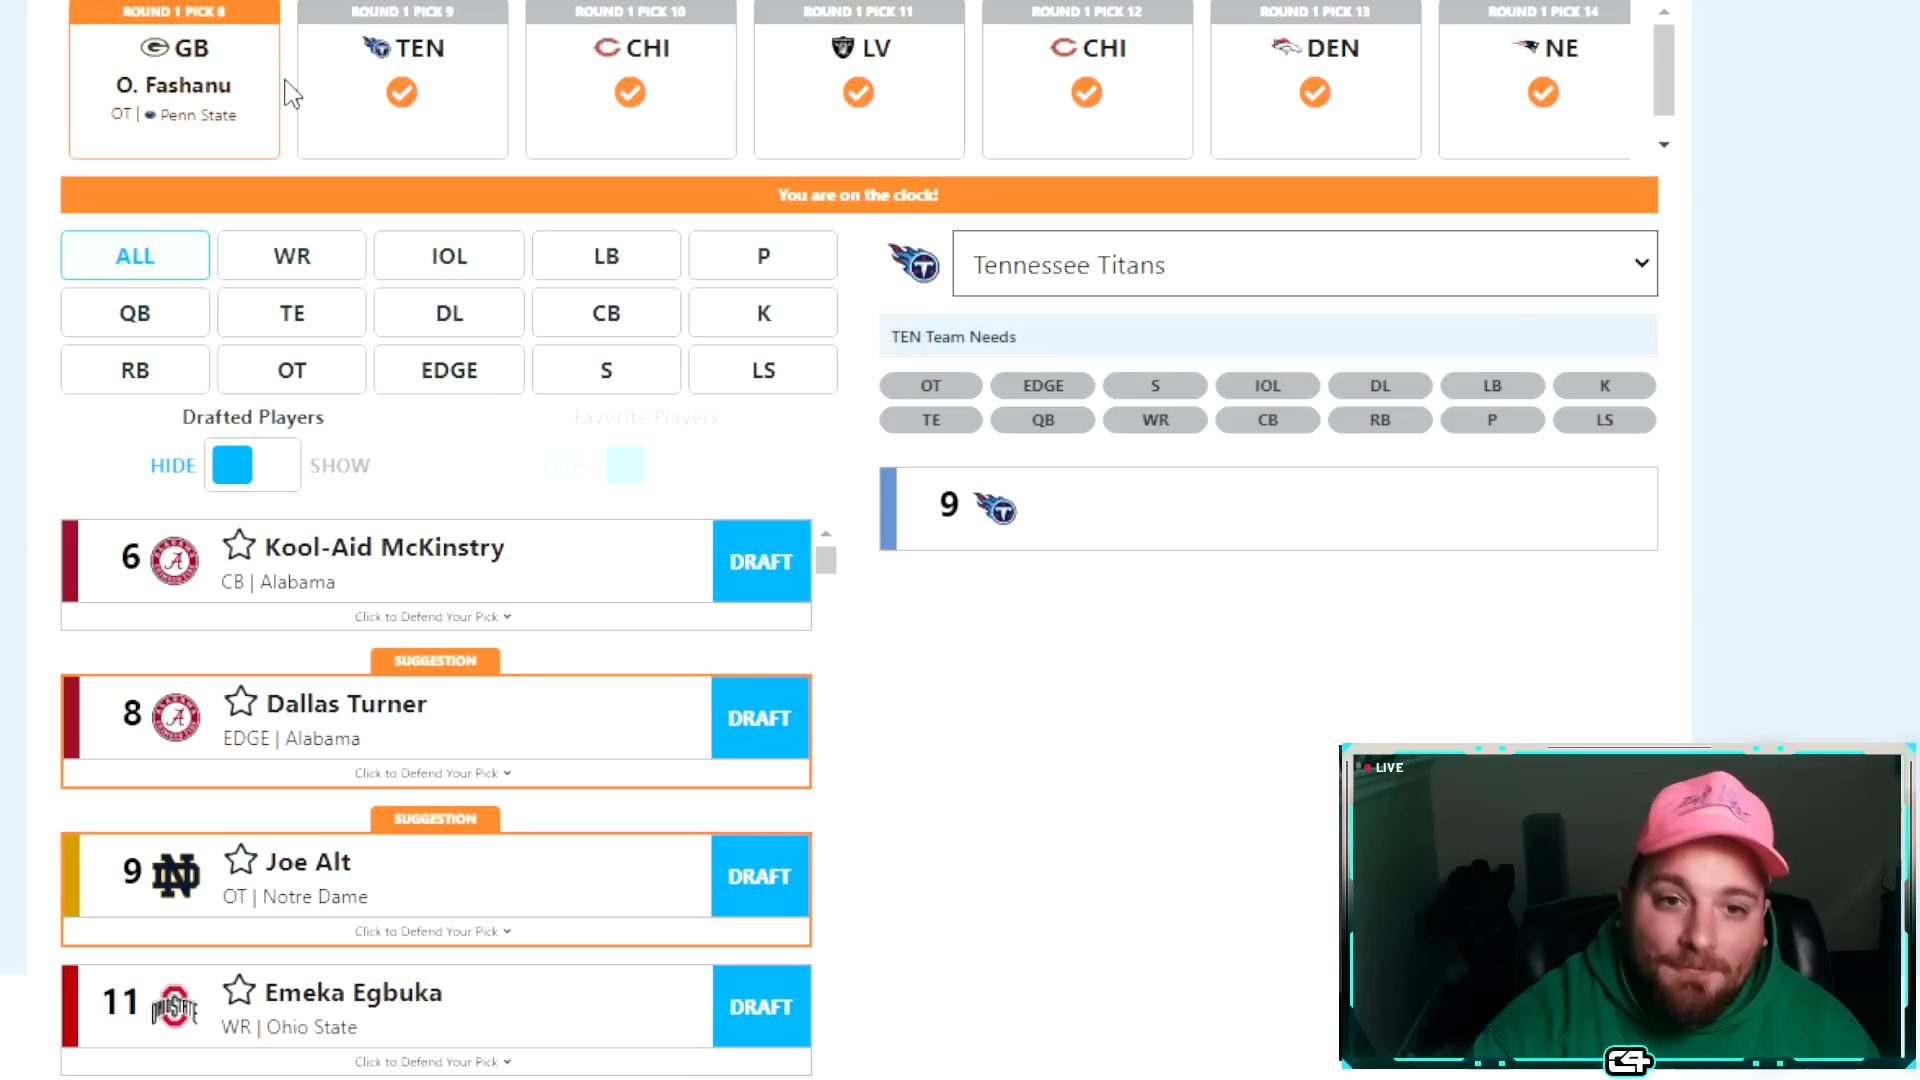 ROUND 1 PICK 8
GB
O. Fashanu
OT | Penn State
ROUND 1 PICK 9
TEN
ROUND 1 PICK 10
CHI
ROUND 1 PICK 11
LV
ROUND 1 PICK 12
CHI
ROUND 1 PICK 13
DEN
ROUND 1 PICK 14
NE
You are on the clock!
ALL WR IOL LB P
QB TE DL CB K
RB OT EDGE S LS
Drafted Players
HIDE SHOW
Favorite Players
HIDE
Tennessee Titans
TEN Team Needs
OT EDGE S IOL DL LB K
TE QB WR CB RB P LS
9
6 Kool-Aid McKinstry
CB | Alabama
DRAFT
Click to Defend Your Pick
SUGGESTION
8 Dallas Turner
EDGE | Alabama
DRAFT
Click to Defend Your Pick
SUGGESTION
9 Joe Alt
OT | Notre Dame
DRAFT
Click to Defend Your Pick
11 Emeka Egbuka
WR | Ohio State
DRAFT
Click to Defend Your Pick
LIVE